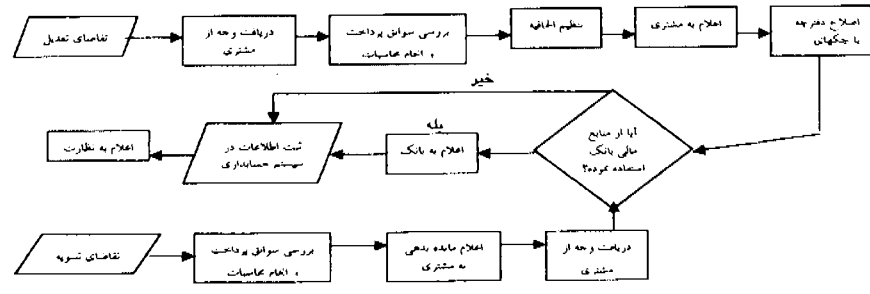 تقاضای تعدیل
دریافت وجه از
مشتری
بررسی سوابق پرداخت
و انجام محاسبات
تنظیم الحاقیه
اعلام به مشتری
اصلاح دفترچه
یا چکهای
خیر
آیا از منابع
مالی بانک
استفاده نموده؟
بله
اعلام به بانک
ثبت اطلاعات در
سیستم حسابداری
اعلام به نظارت
تقاضای تسویه
بررسی سوابق پرداخت
و انجام محاسبات
اعلام مانده بدهی
به مشتری
دریافت وجه از
مشتری